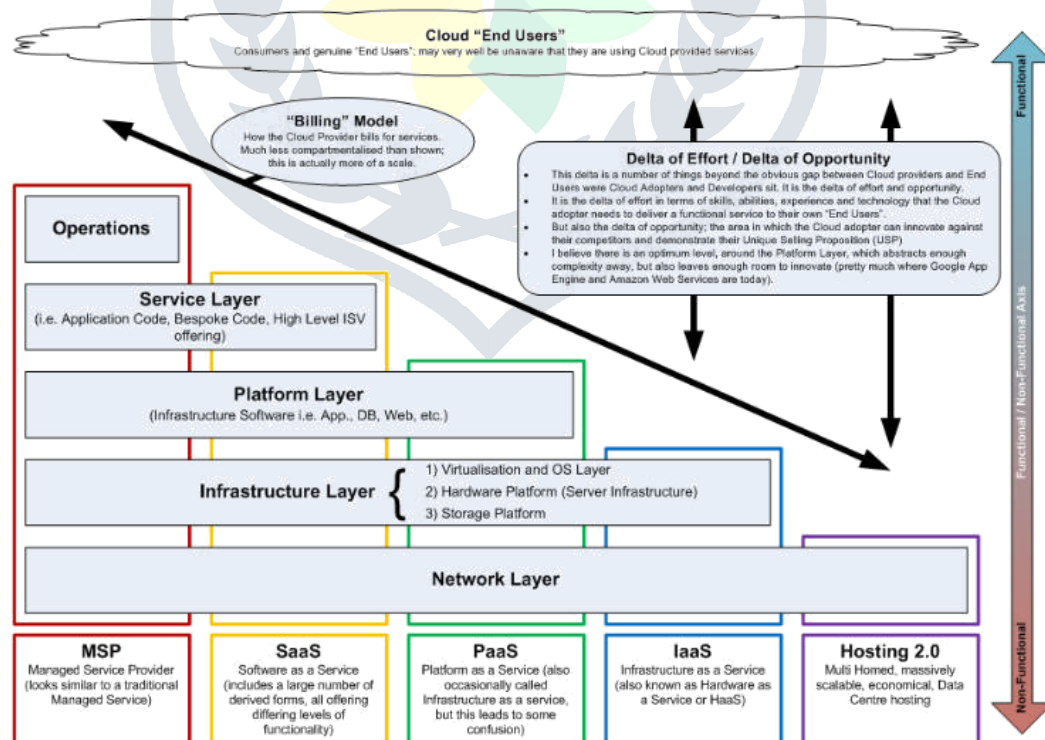 Cloud “End Users”
Consumers and genuine “End Users”; may very well be unaware that they are using Cloud provided services.
“Billing” Model
How the Cloud Provider bills for services.
Much less compartmentalised than shown;
this is actually more of a scale.
Delta of Effort / Delta of Opportunity
• This delta is a number of things beyond the obvious gap between Cloud providers and End
Users were Cloud Adopters and Developers sit. It is the delta of effort and opportunity.
• It is the delta of effort in terms of skills, abilities, experience and technology that the Cloud
adopter needs to deliver a functional service to their own “End Users”.
• But also the delta of opportunity; the area in which the Cloud adopter can innovate against
their competitors and demonstrate their Unique Selling Proposition (USP)
• I believe there is an optimum level, around the Platform Layer, which abstracts enough
complexity away, but also leaves enough room to innovate (pretty much where Google App
Engine and Amazon Web Services are today).
Operations
Service Layer
(i.e. Application Code, Bespoke Code, High Level ISV
offering)
Platform Layer
(Infrastructure Software i.e. App., DB, Web, etc.)
Infrastructure Layer
1) Virtualisation and OS Layer
2) Hardware Platform (Server Infrastructure)
3) Storage Platform
Network Layer
MSP
Managed Service Provider
(looks similar to a traditional
Managed Service)
SaaS
Software as a Service
(includes a large number of
derived forms, all offering
differing levels of
functionality)
PaaS
Platform as a Service (also
occasionally called
Infrastructure as a service,
but this leads to some
confusion)
IaaS
Infrastructure as a Service
(also known as Hardware as
a Service or HaaS)
Hosting 2.0
Multi Homed, massively
scalable, economical, Data
Centre hosting
Functional
Functional / Non-Functional Axis
Non-Functional